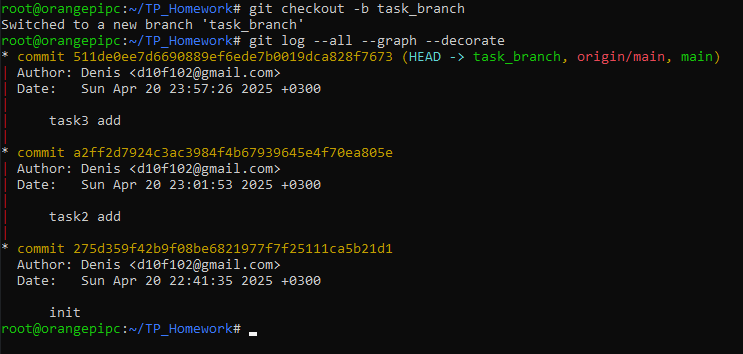 root@orangepipc:~/TP_Homework# git checkout -b task_branch
Switched to a new branch 'task_branch'
root@orangepipc:~/TP_Homework# git log --all --graph --decorate
* commit 511de0ee7d6690889ef6ede7b0019dca828f7673 (HEAD -> task_branch, origin/main, main)
| Author: Denis <d10f102@gmail.com>
| Date:   Sun Apr 20 23:57:26 2025 +0300
|
|     task3 add
|
* commit a2ff2d7924c3ac3984f4b67939645e4f70ea805e
| Author: Denis <d10f102@gmail.com>
| Date:   Sun Apr 20 23:01:53 2025 +0300
|
|     task2 add
|
* commit 275d359f42b9f08be6821977f7f25111ca5b21d1
  Author: Denis <d10f102@gmail.com>
  Date:   Sun Apr 20 22:41:35 2025 +0300

      init
root@orangepipc:~/TP_Homework#